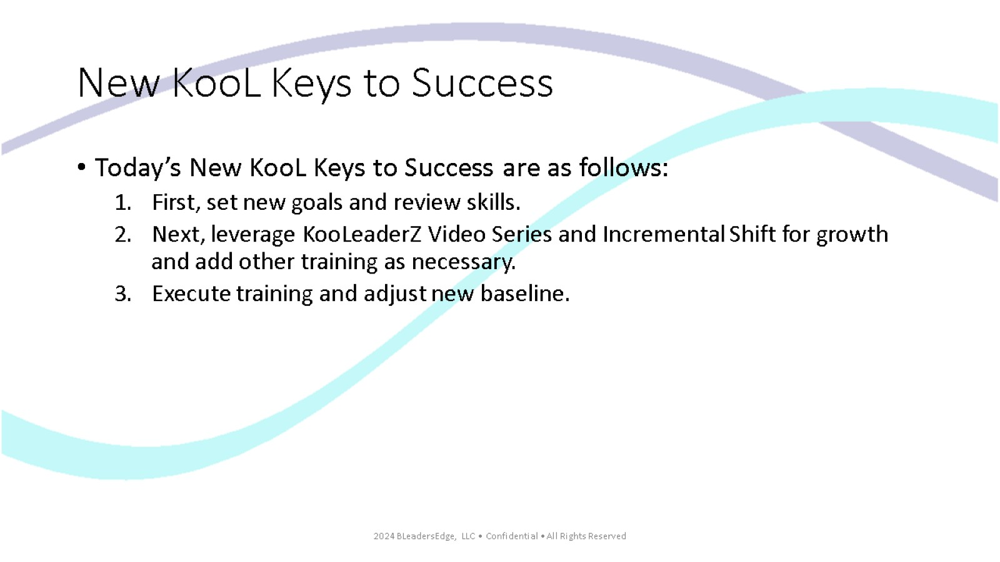 New KooL Keys to Success
• Today’s New KooL Keys to Success are as follows:
1. First, set new goals and review skills.
2. Next, leverage KooLeaderZ Video Series and Incremental Shift for growth
and add other training as necessary.
3. Execute training and adjust new baseline.
2024 BLeadersEdge, LLC • Confidential • All Rights Reserved